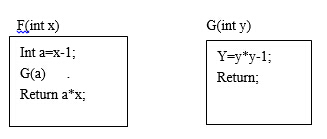 F(int x)
Int a=x-1;
G(a) .
Return a*x;
G(int y)
Y=y*y-1;
Return;